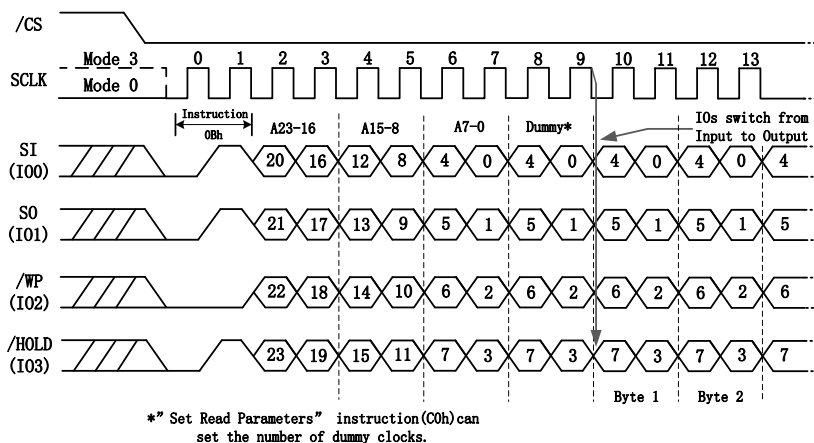 /CS
Mode 3 0 1 2 3 4 5 6 7 8 9 10 11 12 13
SCLK
Mode 0
Instruction
0Bh
A23-16 A15-8 A7-0 Dummy*
IOs switch from
Input to Output
SI
(IO0)
20 16 12 8 4 0 4 0 4 0 4 0 4
SO
(IO1)
21 17 13 9 5 1 5 1 5 1 5 1 5
/WP
(IO2)
22 18 14 10 6 2 6 2 6 2 6 2 6
/HOLD
(IO3)
23 19 15 11 7 3 7 3 7 3 7 3 7
Byte 1 Byte 2
*" Set Read Parameters" instruction(C0h)can
set the number of dummy clocks.